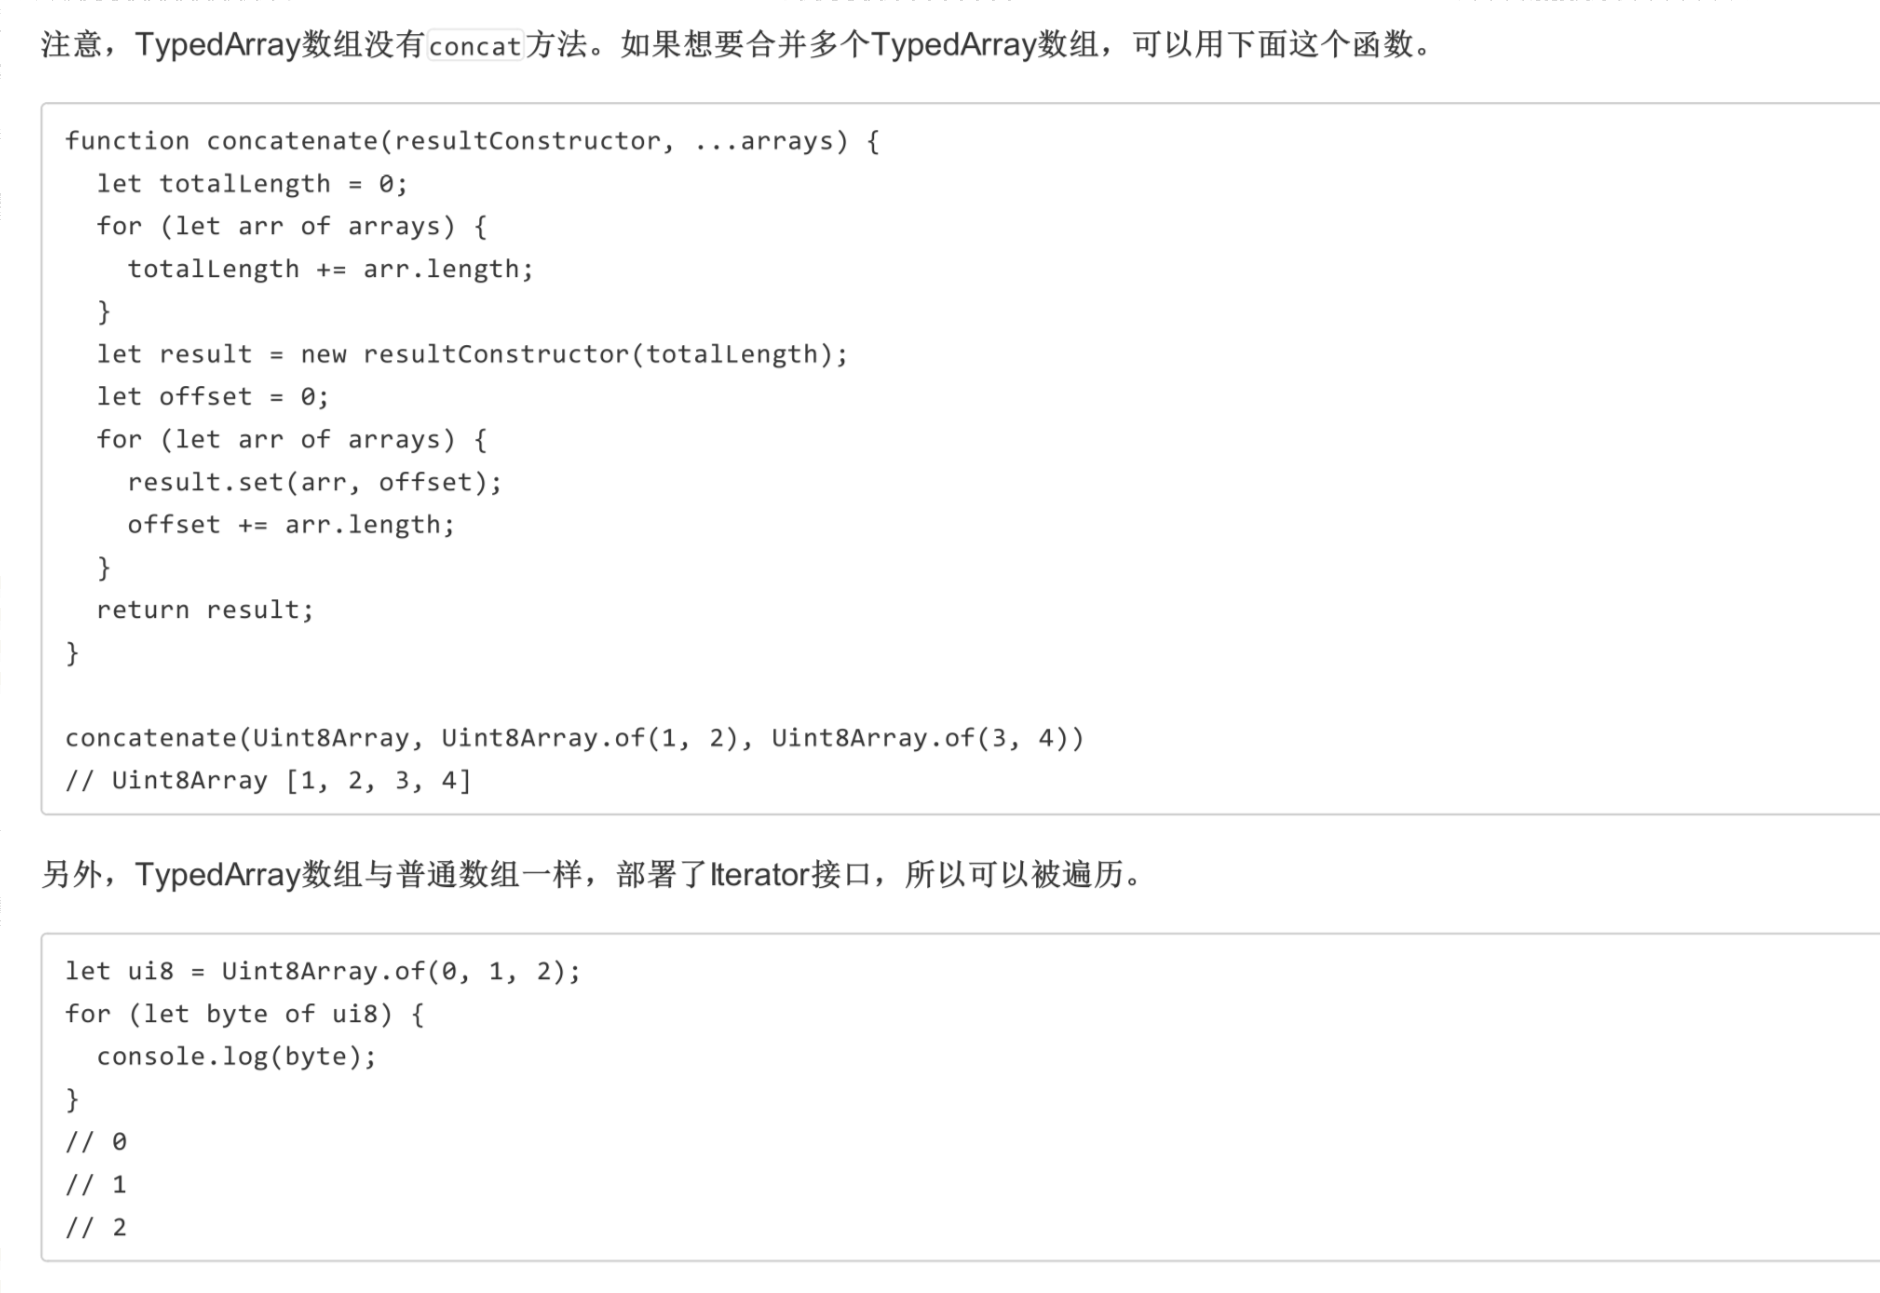 注意，TypedArray数组没有concat方法。如果想要合并多个TypedArray数组，可以用下面这个函数。
function concatenate(resultConstructor, ...arrays) {
  let totalLength = 0;
  for (let arr of arrays) {
    totalLength += arr.length;
  }
  let result = new resultConstructor(totalLength);
  let offset = 0;
  for (let arr of arrays) {
    result.set(arr, offset);
    offset += arr.length;
  }
  return result;
}
concatenate(Uint8Array, Uint8Array.of(1, 2), Uint8Array.of(3, 4))
// Uint8Array [1, 2, 3, 4]
另外，TypedArray数组与普通数组一样，部署了Iterator接口，所以可以被遍历。
let ui8 = Uint8Array.of(0, 1, 2);
for (let byte of ui8) {
  console.log(byte);
}
// 0
// 1
// 2